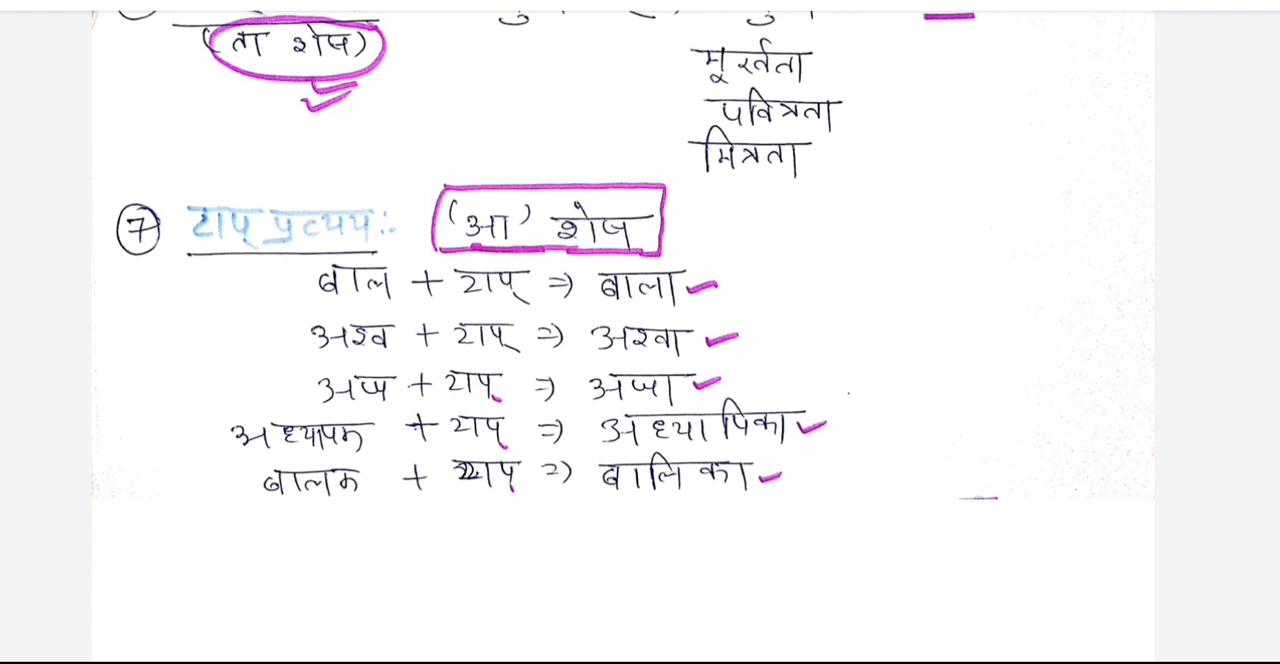 (ता शेष)
मूर्खता
पवित्रता
मित्रता
7 टाप् प्रत्यय:- (आ) शेष
बाल + टाप् => बाला
अश्व + टाप् => अश्वा
अज + टाप् => अजा
अध्यापक + टाप् => अध्यापिका
बालक + टाप् => बालिका